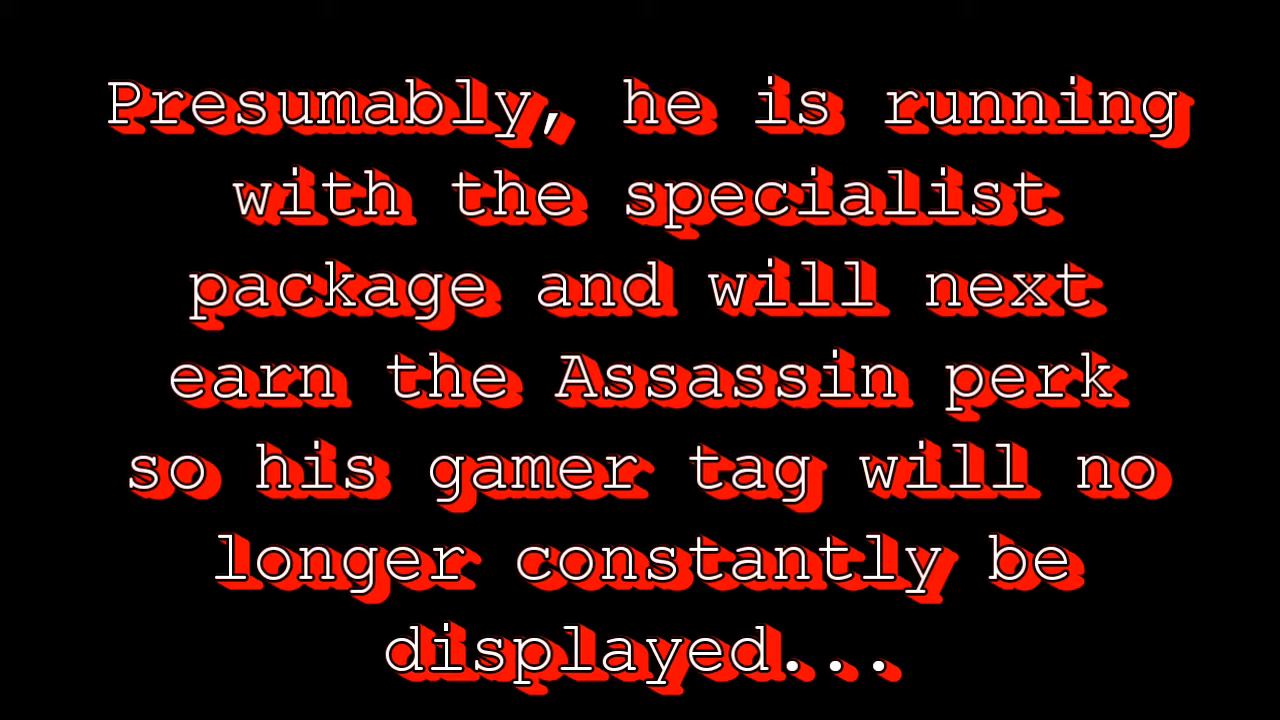 Presumably, he is running
with the specialist
package and will next
earn the Assassin perk
so his gamer tag will no
longer constantly be
displayed...